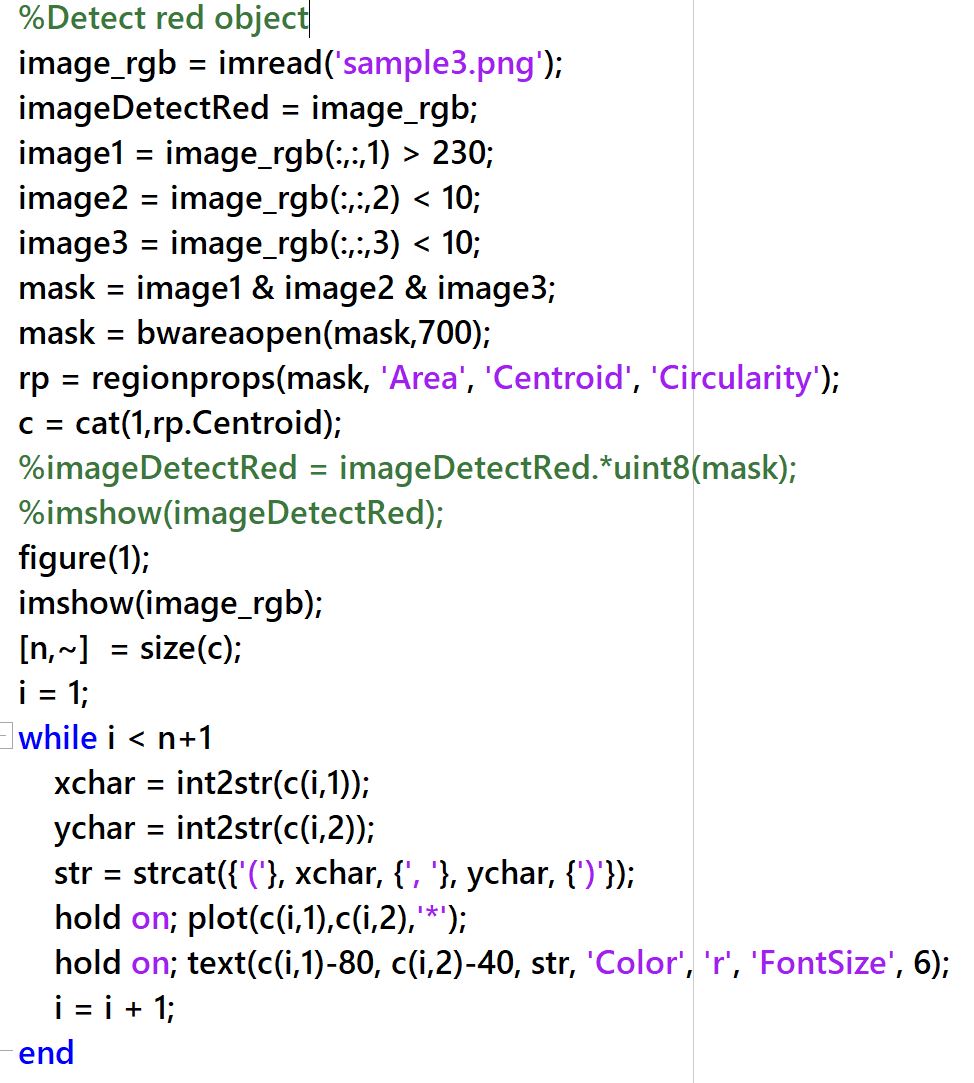 %Detect red object
image_rgb = imread('sample3.png');
imageDetectRed = image_rgb;
image1 = image_rgb(:,:,1) > 230;
image2 = image_rgb(:,:,2) < 10;
image3 = image_rgb(:,:,3) < 10;
mask = image1 & image2 & image3;
mask = bwareaopen(mask,700);
rp = regionprops(mask, 'Area', 'Centroid', 'Circularity');
c = cat(1,rp.Centroid);
%imageDetectRed = imageDetectRed.*uint8(mask);
%imshow(imageDetectRed);
figure(1);
imshow(image_rgb);
[n,~]  = size(c);
i = 1;
while i < n+1
    xchar = int2str(c(i,1));
    ychar = int2str(c(i,2));
    str = strcat({'('}, xchar, {', '}, ychar, {')'});
    hold on; plot(c(i,1),c(i,2),'*');
    hold on; text(c(i,1)-80, c(i,2)-40, str, 'Color', 'r', 'FontSize', 6);
    i = i + 1;
end